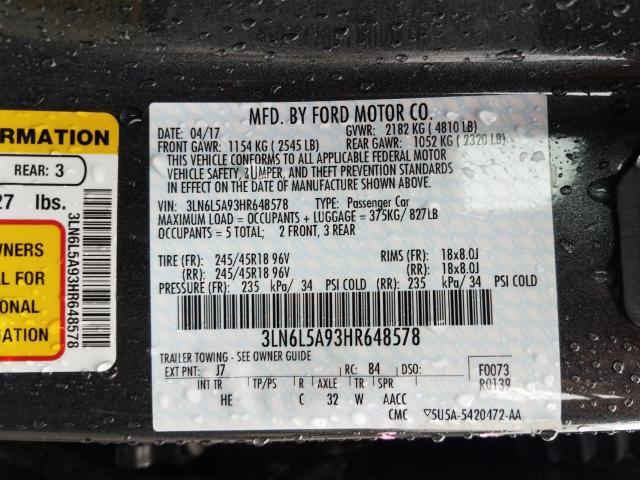 ORMATION
REAR: 3
27 lbs.
WNERS
AL FOR
IONAL
ATION
3LN6L5A93HR648578
MFD. BY FORD MOTOR CO.
DATE: 04/17 GVWR: 2182 KG ( 4810 LB)
FRONT GAWR: 1154 KG ( 2545 LB) REAR GAWR: 1052 KG ( 2320 LB)
THIS VEHICLE CONFORMS TO ALL APPLICABLE FEDERAL MOTOR
VEHICLE SAFETY, BUMPER, AND THEFT PREVENTION STANDARDS
IN EFFECT ON THE DATE OF MANUFACTURE SHOWN ABOVE.
VIN: 3LN6L5A93HR648578 TYPE: Passenger Car
MAXIMUM LOAD = OCCUPANTS + LUGGAGE = 375KG/ 827LB
OCCUPANTS = 5 TOTAL; 2 FRONT, 3 REAR
TIRE (FR): 245/45R18 96V RIMS (FR): 18x8.0J
(RR): 245/45R18 96V (RR): 18x8.0J
PRESSURE (FR): 235 kPa/ 34 PSI COLD (RR): 235 kPa/ 34 PSI COLD
3LN6L5A93HR648578
TRAILER TOWING - SEE OWNER GUIDE
EXT PNT: J7 RC: 84 DSO: F0073
R0139
INT TR TP/PS R AXLE TR SPR
HE C 32 W AACC
CMC ▽5U5A-5420472-AA